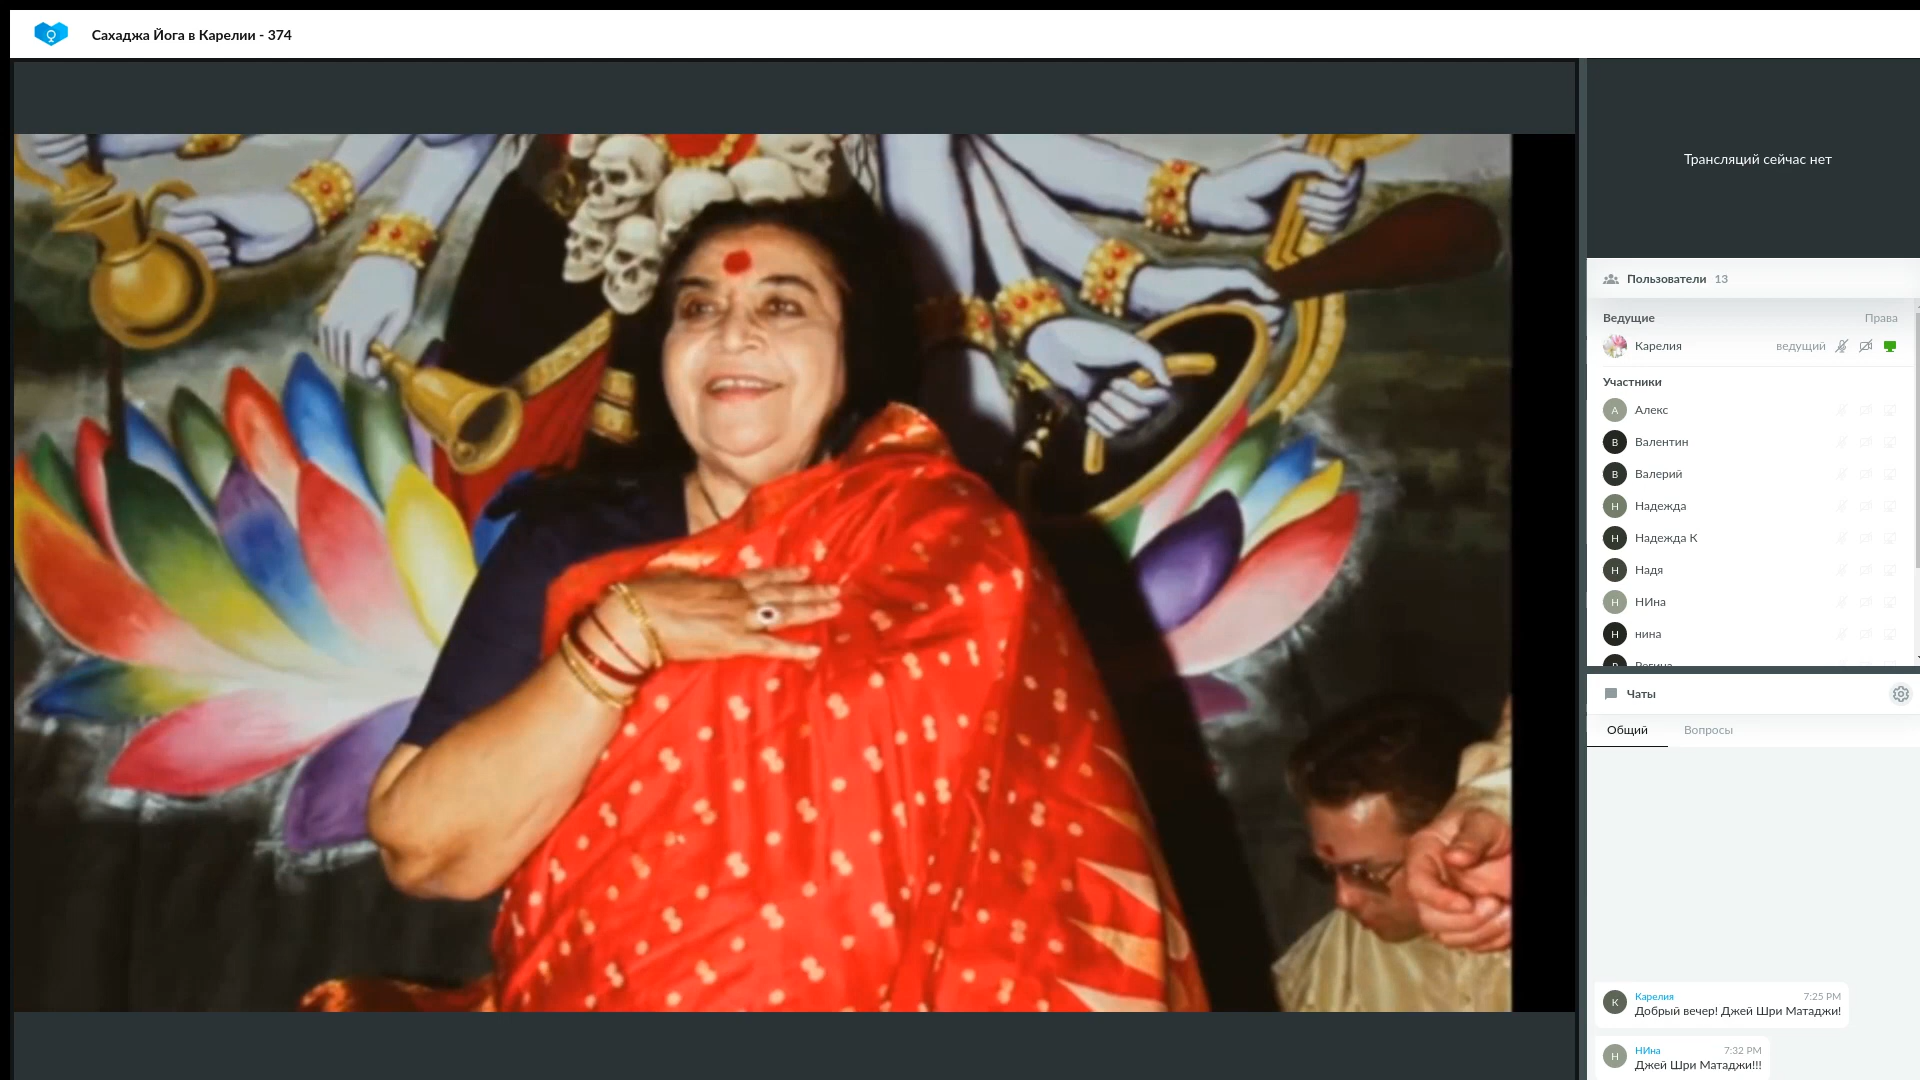 Сахаджа Йога в Карелии - 374
Трансляций сейчас нет
Пользователи 13
Ведущие Права
Карелия ведущий
Участники
А Алекс
В Валентин
В Валерий
Н Надежда
Н Надежда К
Н Надя
Н НИна
Н нина
Регина
Чаты
Общий Вопросы
К Карелия 7:25 PM
Добрый вечер! Джей Шри Матаджи!
Н НИна 7:32 PM
Джей Шри Матаджи!!!